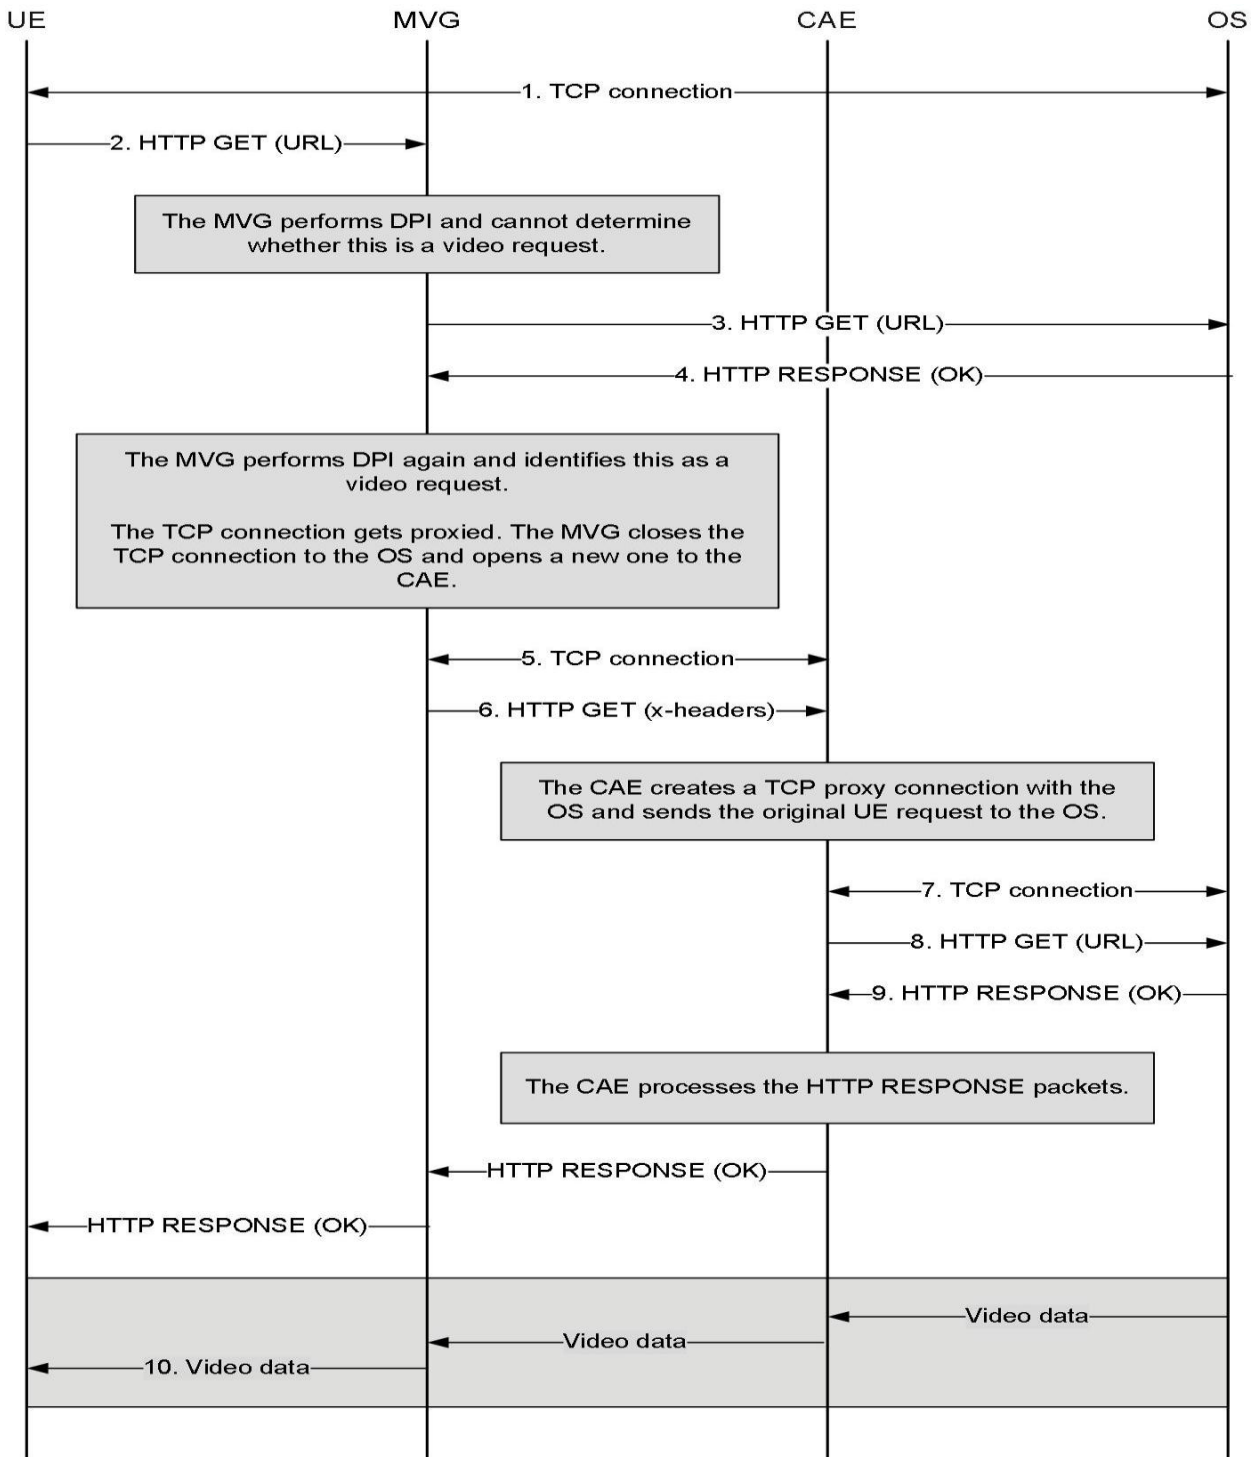 UE MVG CAE OS
1. TCP connection
2. HTTP GET (URL)
The MVG performs DPI and cannot determine
whether this is a video request.
3. HTTP GET (URL)
4. HTTP RESPONSE (OK)
The MVG performs DPI again and identifies this as a
video request.
The TCP connection gets proxied. The MVG closes the
TCP connection to the OS and opens a new one to the
CAE.
5. TCP connection
6. HTTP GET (x-headers)
The CAE creates a TCP proxy connection with the
OS and sends the original UE request to the OS.
7. TCP connection
8. HTTP GET (URL)
9. HTTP RESPONSE (OK)
The CAE processes the HTTP RESPONSE packets.
HTTP RESPONSE (OK)
HTTP RESPONSE (OK)
Video data
Video data
10. Video data